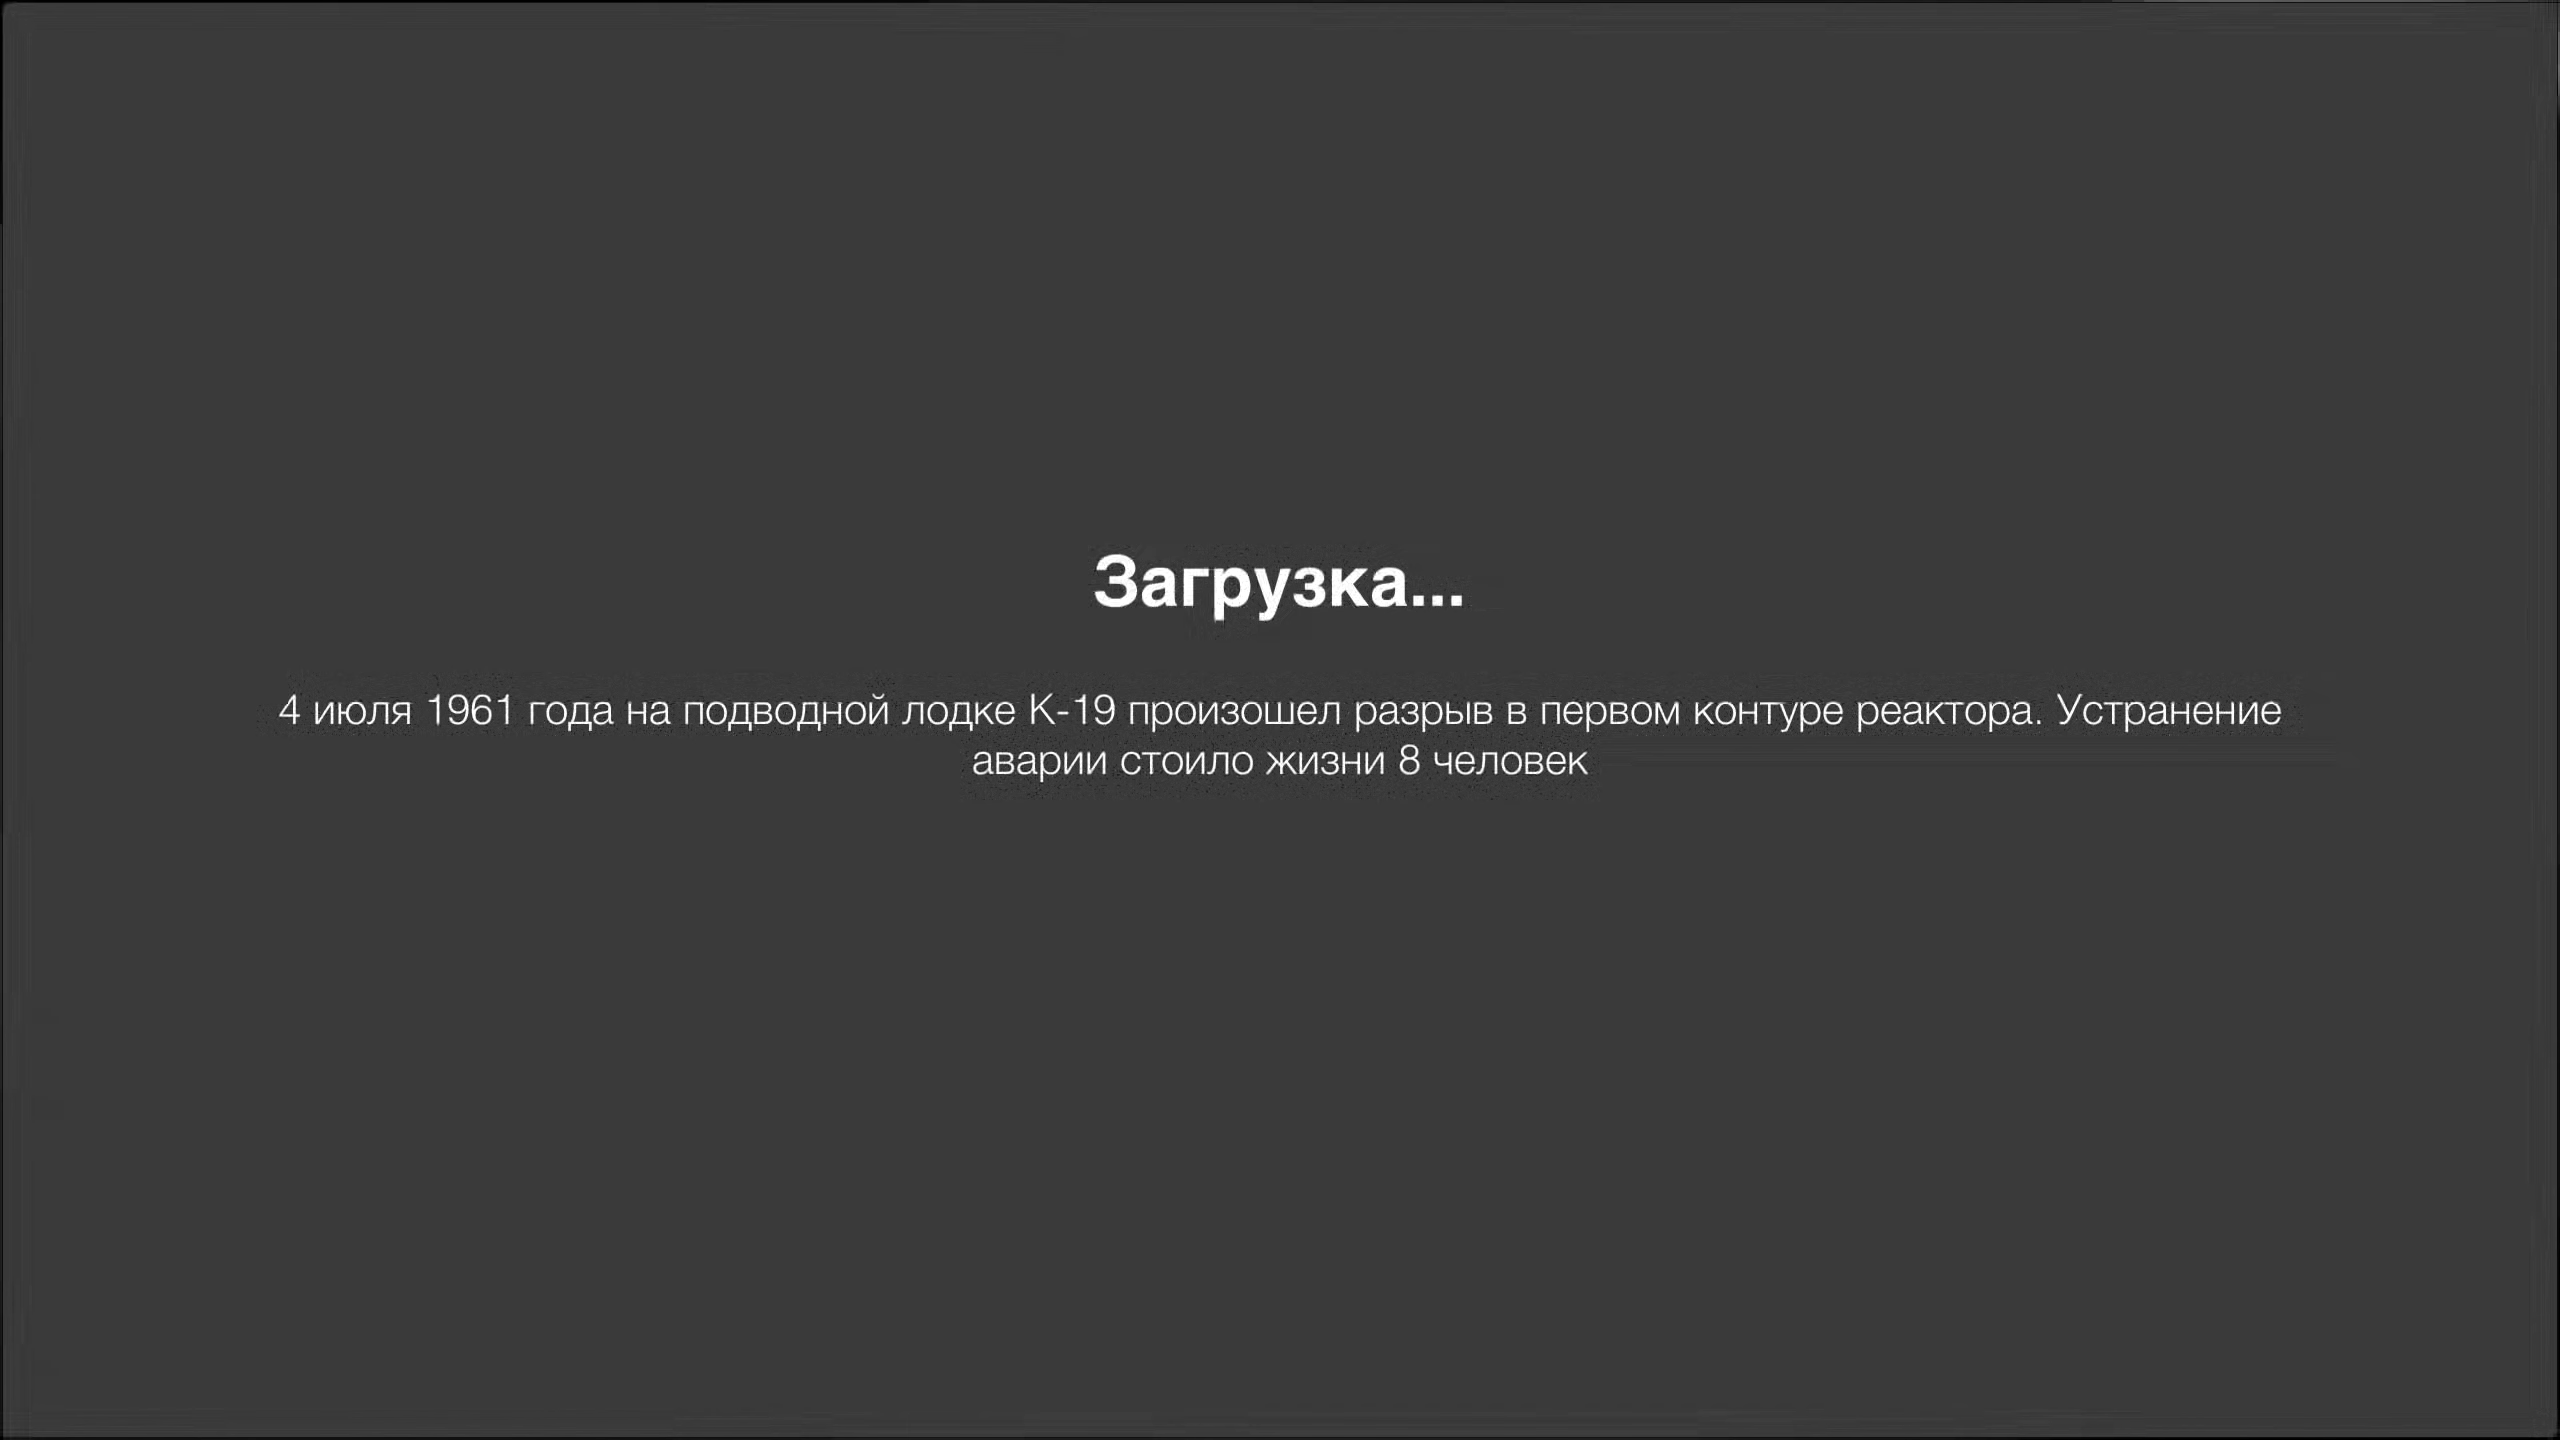 Загрузка...
4 июля 1961 года на подводной лодке К-19 произошел разрыв в первом контуре реактора. Устранение
аварии стоило жизни 8 человек